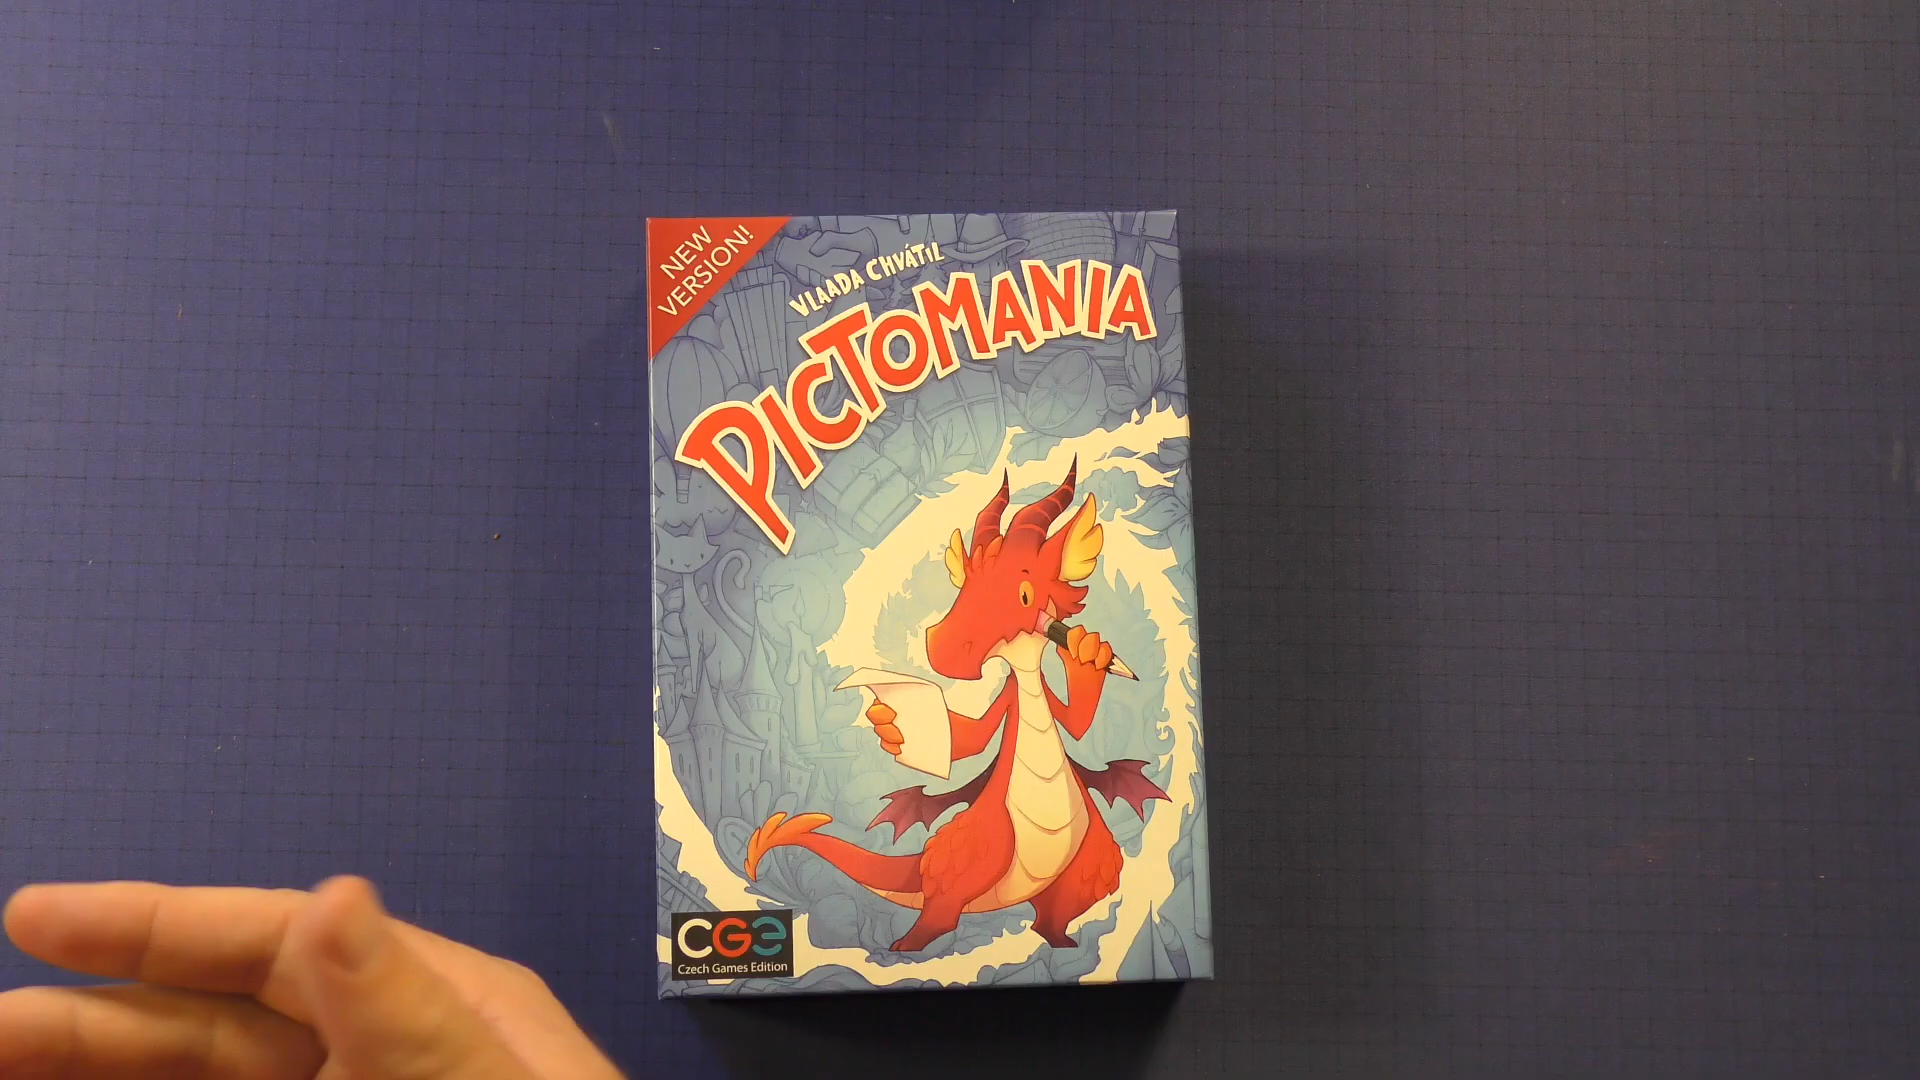 NEW
VERSION!
VLAADA CHVÁTIL
PICTOMANIA
CGE
Czech Games Edition